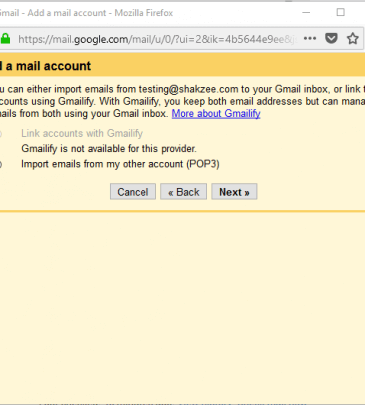 Gmail - Add a mail account - Mozilla Firefox
https://mail.google.com/mail/u/0/?ui=2&ik=4b5644e9ee8
d a mail account
u can either import emails from testing@shakzee.com to your Gmail inbox, or link t
counts using Gmailify. With Gmailify, you keep both email addresses but can mana
mails from both using your Gmail inbox. More about Gmailify
Link accounts with Gmailify
Gmailify is not available for this provider.
Import emails from my other account (POP3)
Cancel « Back Next »